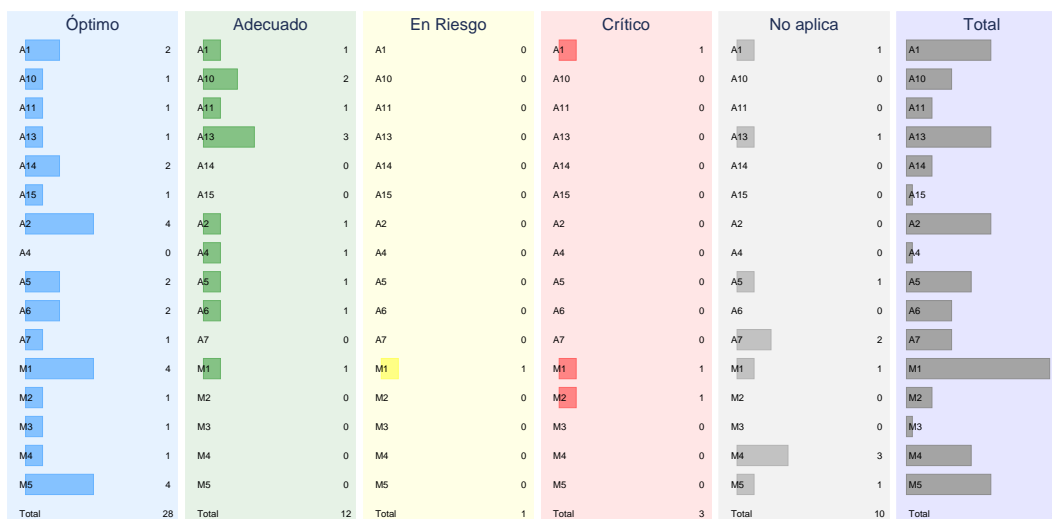 Óptimo Adecuado En Riesgo Crítico No aplica Total
A1 2 A1 1 A1 0 A1 1 A1 1 A1
A10 1 A10 2 A10 0 A10 0 A10 0 A10
A11 1 A11 1 A11 0 A11 0 A11 0 A11
A13 1 A13 3 A13 0 A13 0 A13 1 A13
A14 2 A14 0 A14 0 A14 0 A14 0 A14
A15 1 A15 0 A15 0 A15 0 A15 0 A15
A2 4 A2 1 A2 0 A2 0 A2 0 A2
A4 0 A4 1 A4 0 A4 0 A4 0 A4
A5 2 A5 1 A5 0 A5 0 A5 1 A5
A6 2 A6 1 A6 0 A6 0 A6 0 A6
A7 1 A7 0 A7 0 A7 0 A7 2 A7
M1 4 M1 1 M1 1 M1 1 M1 1 M1
M2 1 M2 0 M2 0 M2 1 M2 0 M2
M3 1 M3 0 M3 0 M3 0 M3 0 M3
M4 1 M4 0 M4 0 M4 0 M4 3 M4
M5 4 M5 0 M5 0 M5 0 M5 1 M5
Total 28 Total 12 Total 1 Total 3 Total 10 Total